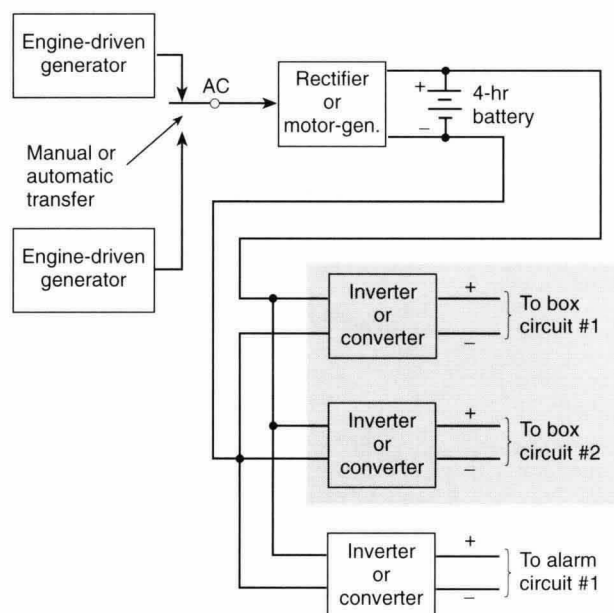 Engine-driven
generator
AC
Rectifier
or
motor-gen.
+
–
4-hr
battery
Manual or
automatic
transfer
Engine-driven
generator
Inverter
or
converter
+
–
To box
circuit #1
Inverter
or
converter
+
–
To box
circuit #2
Inverter
or
converter
+
–
To alarm
circuit #1